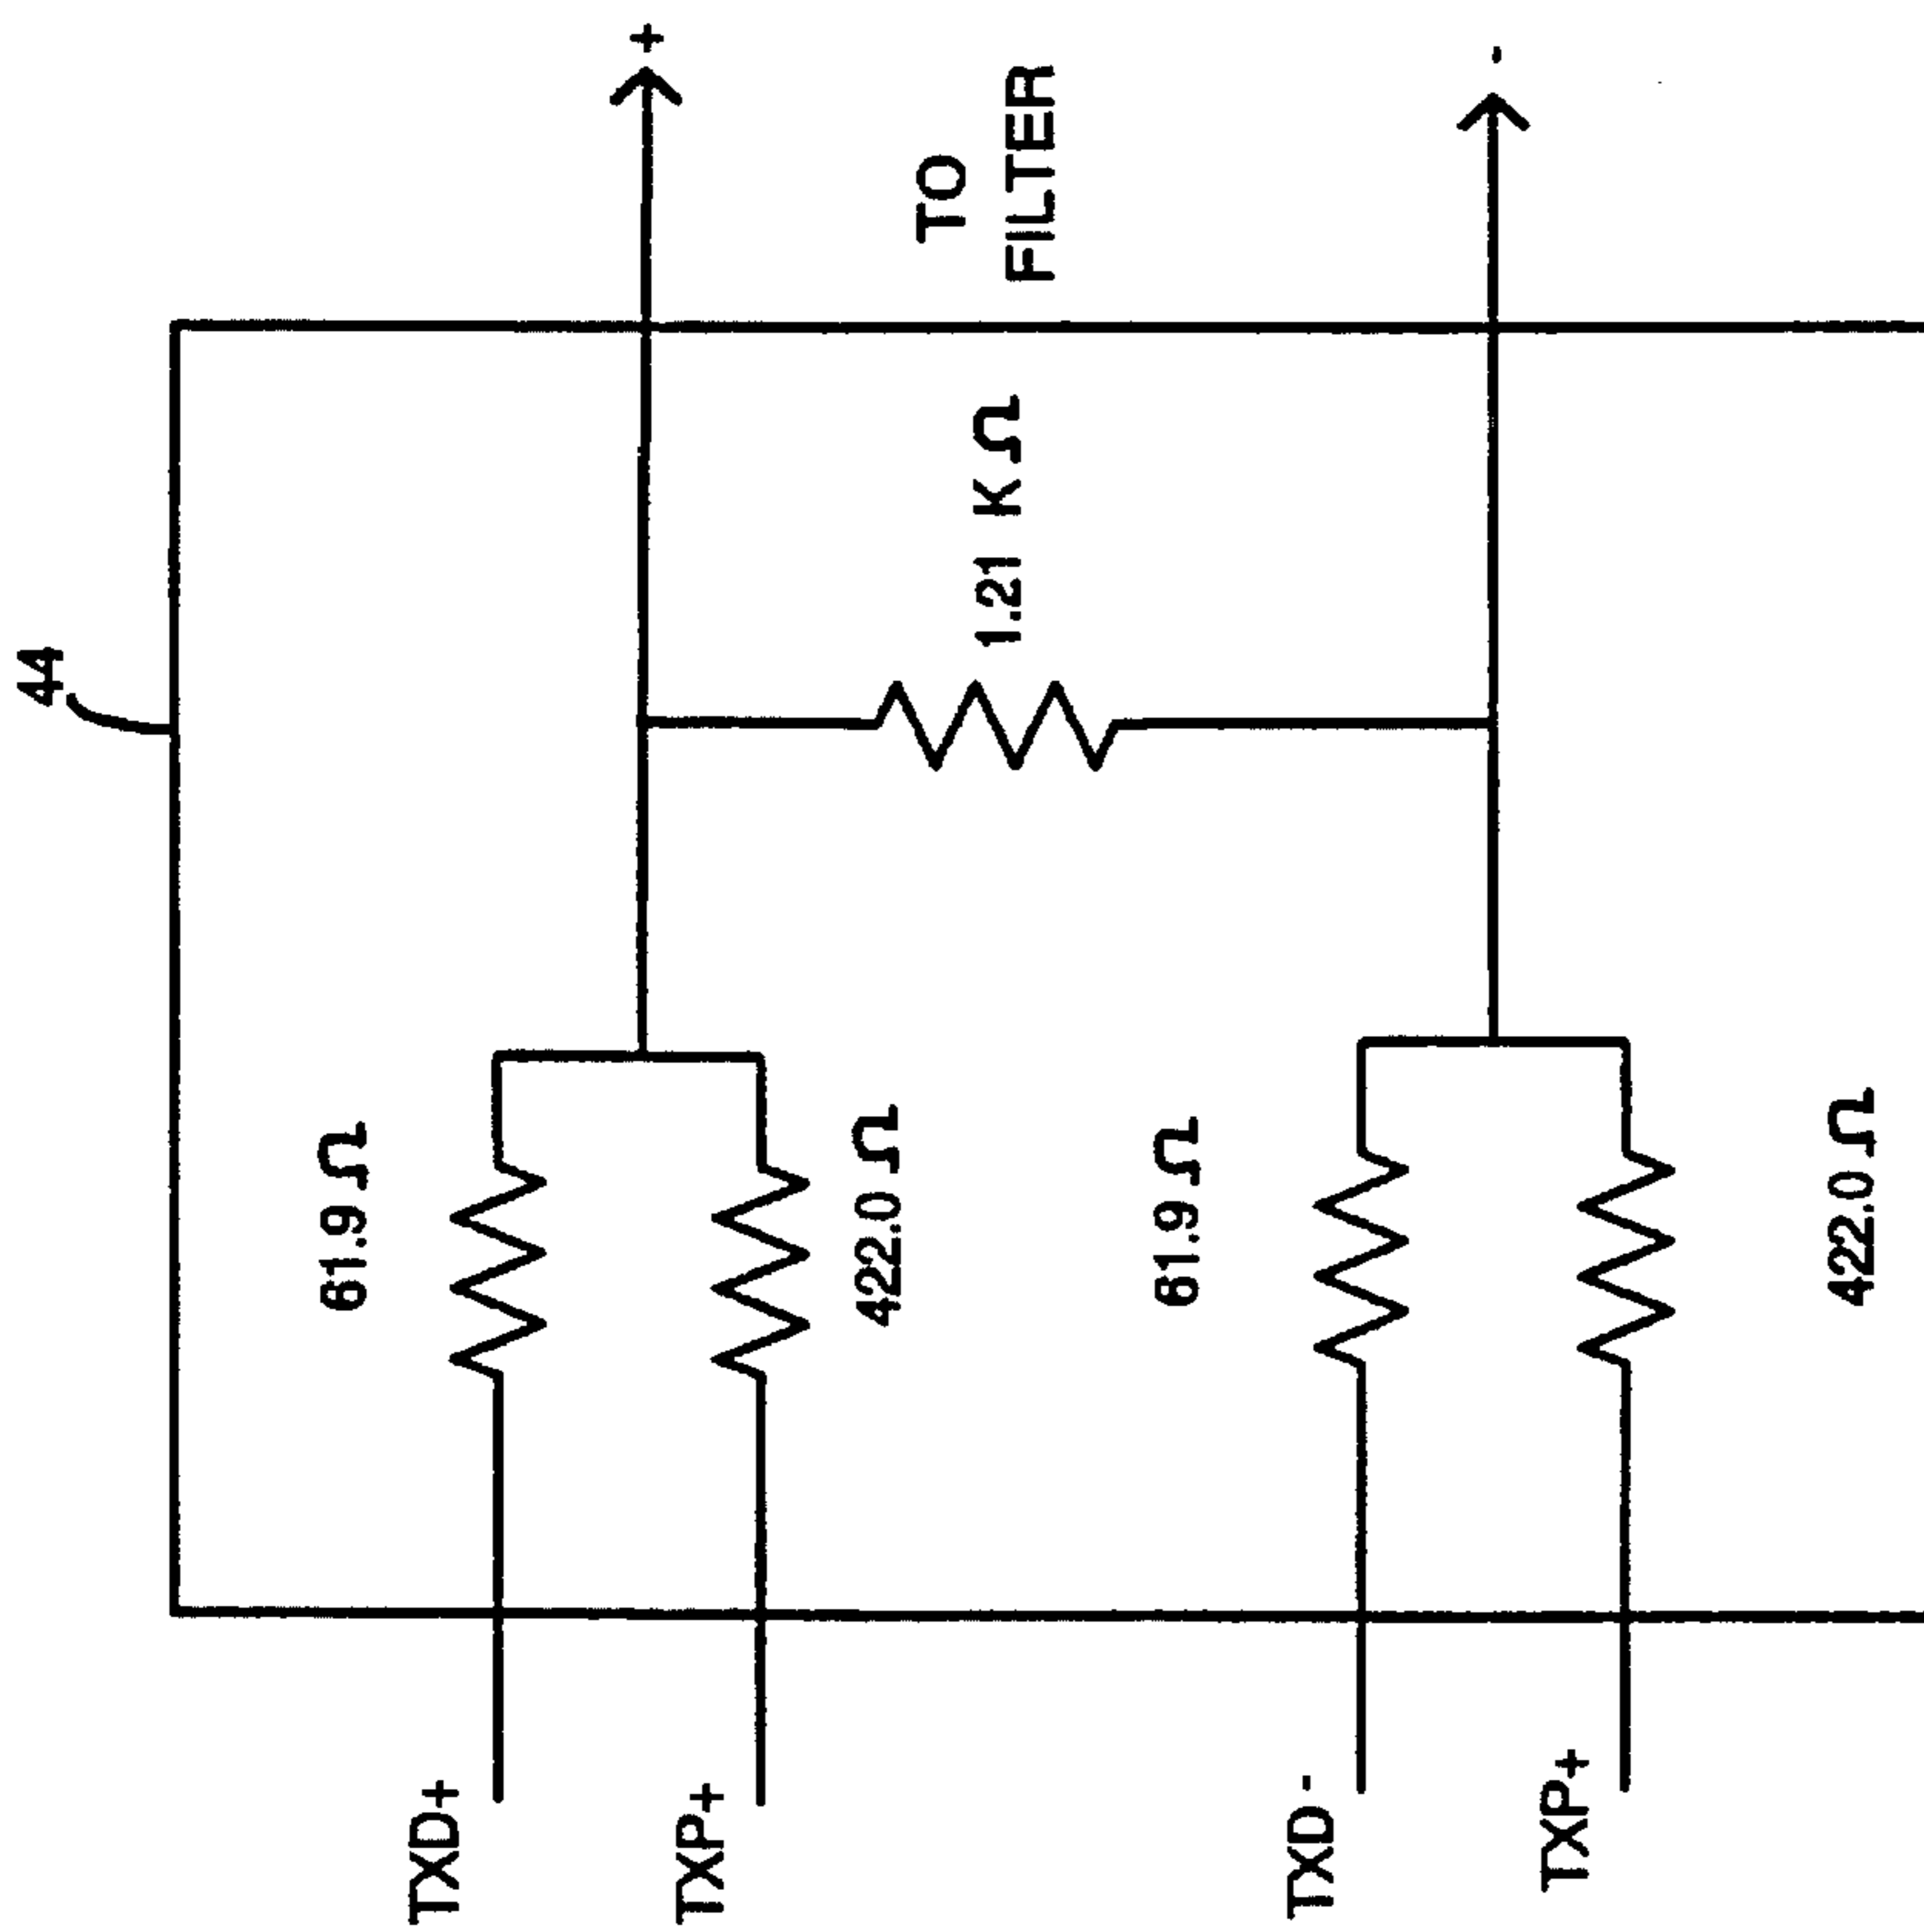 44
61.9 Ω
TXD+
+
TXP+
422.0 Ω
TO
FILTER
1.21 K Ω
61.9 Ω
TXD-
-
TXP+
422.0 Ω